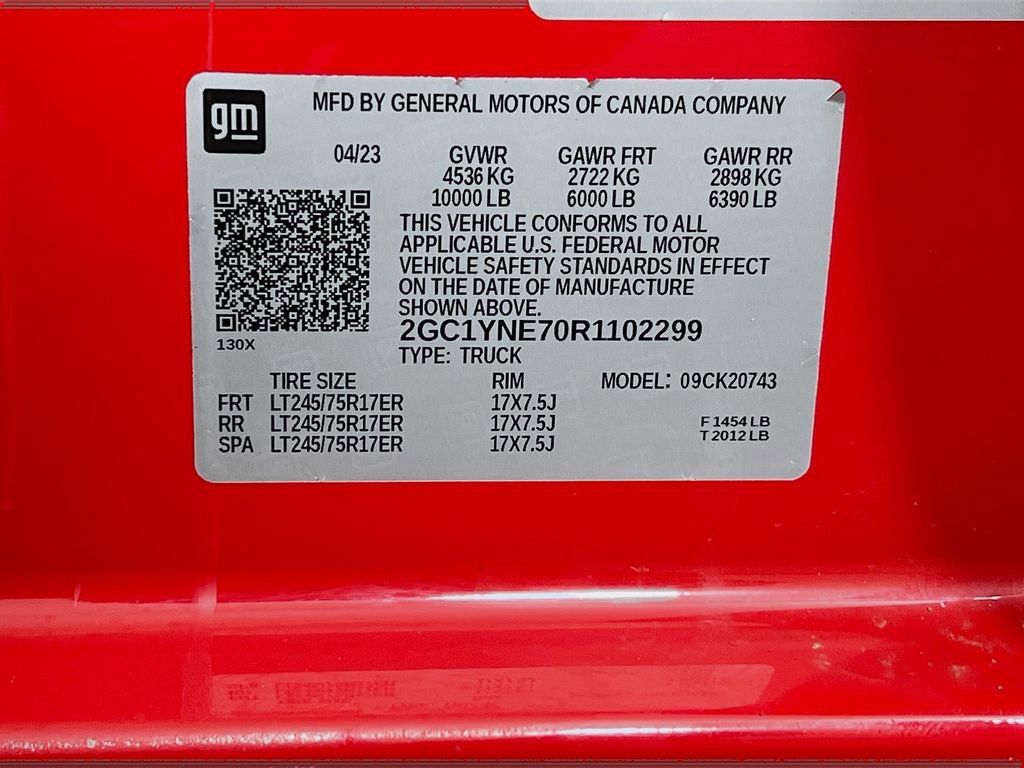 gm
MFD BY GENERAL MOTORS OF CANADA COMPANY
04/23 GVWR GAWR FRT GAWR RR
4536 KG 2722 KG 2898 KG
10000 LB 6000 LB 6390 LB
THIS VEHICLE CONFORMS TO ALL
APPLICABLE U.S. FEDERAL MOTOR
VEHICLE SAFETY STANDARDS IN EFFECT
ON THE DATE OF MANUFACTURE
SHOWN ABOVE.
2GC1YNE70R1102299
130X
TYPE: TRUCK
TIRE SIZE RIM MODEL: 09CK20743
FRT LT245/75R17ER 17X7.5J
RR LT245/75R17ER 17X7.5J F 1454 LB
SPA LT245/75R17ER 17X7.5J T 2012 LB